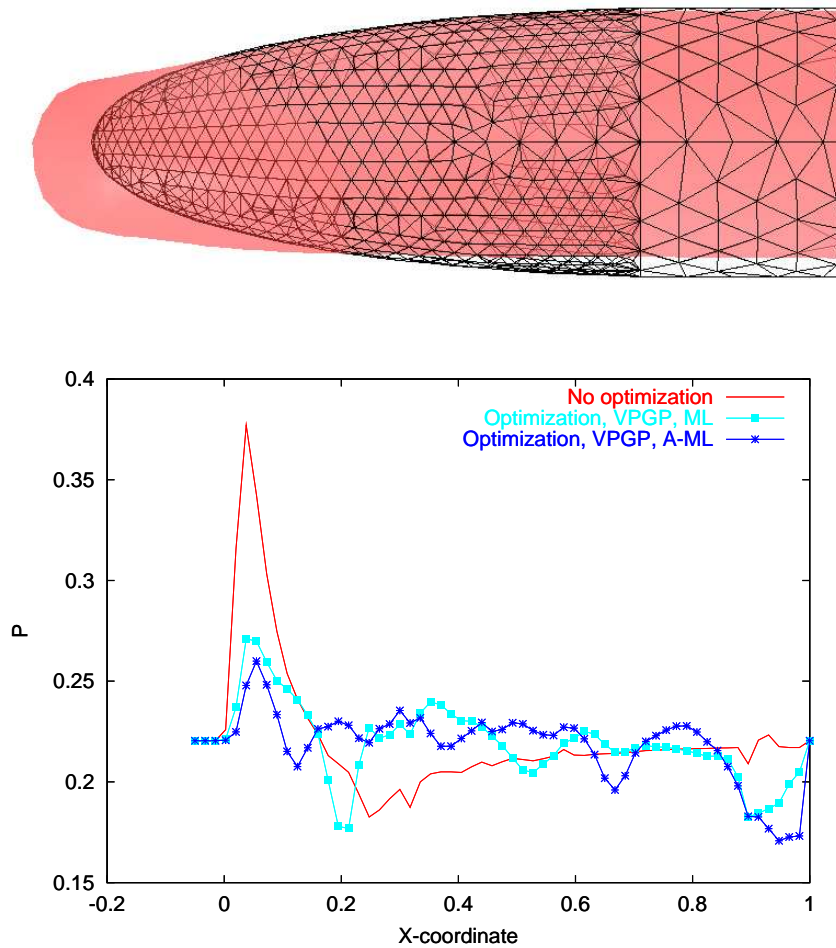 0.4
0.35
0.3
0.25
0.2
0.15
P
No optimization
Optimization, VPGP, ML
Optimization, VPGP, A-ML
-0.2 0 0.2 0.4 0.6 0.8 1
X-coordinate